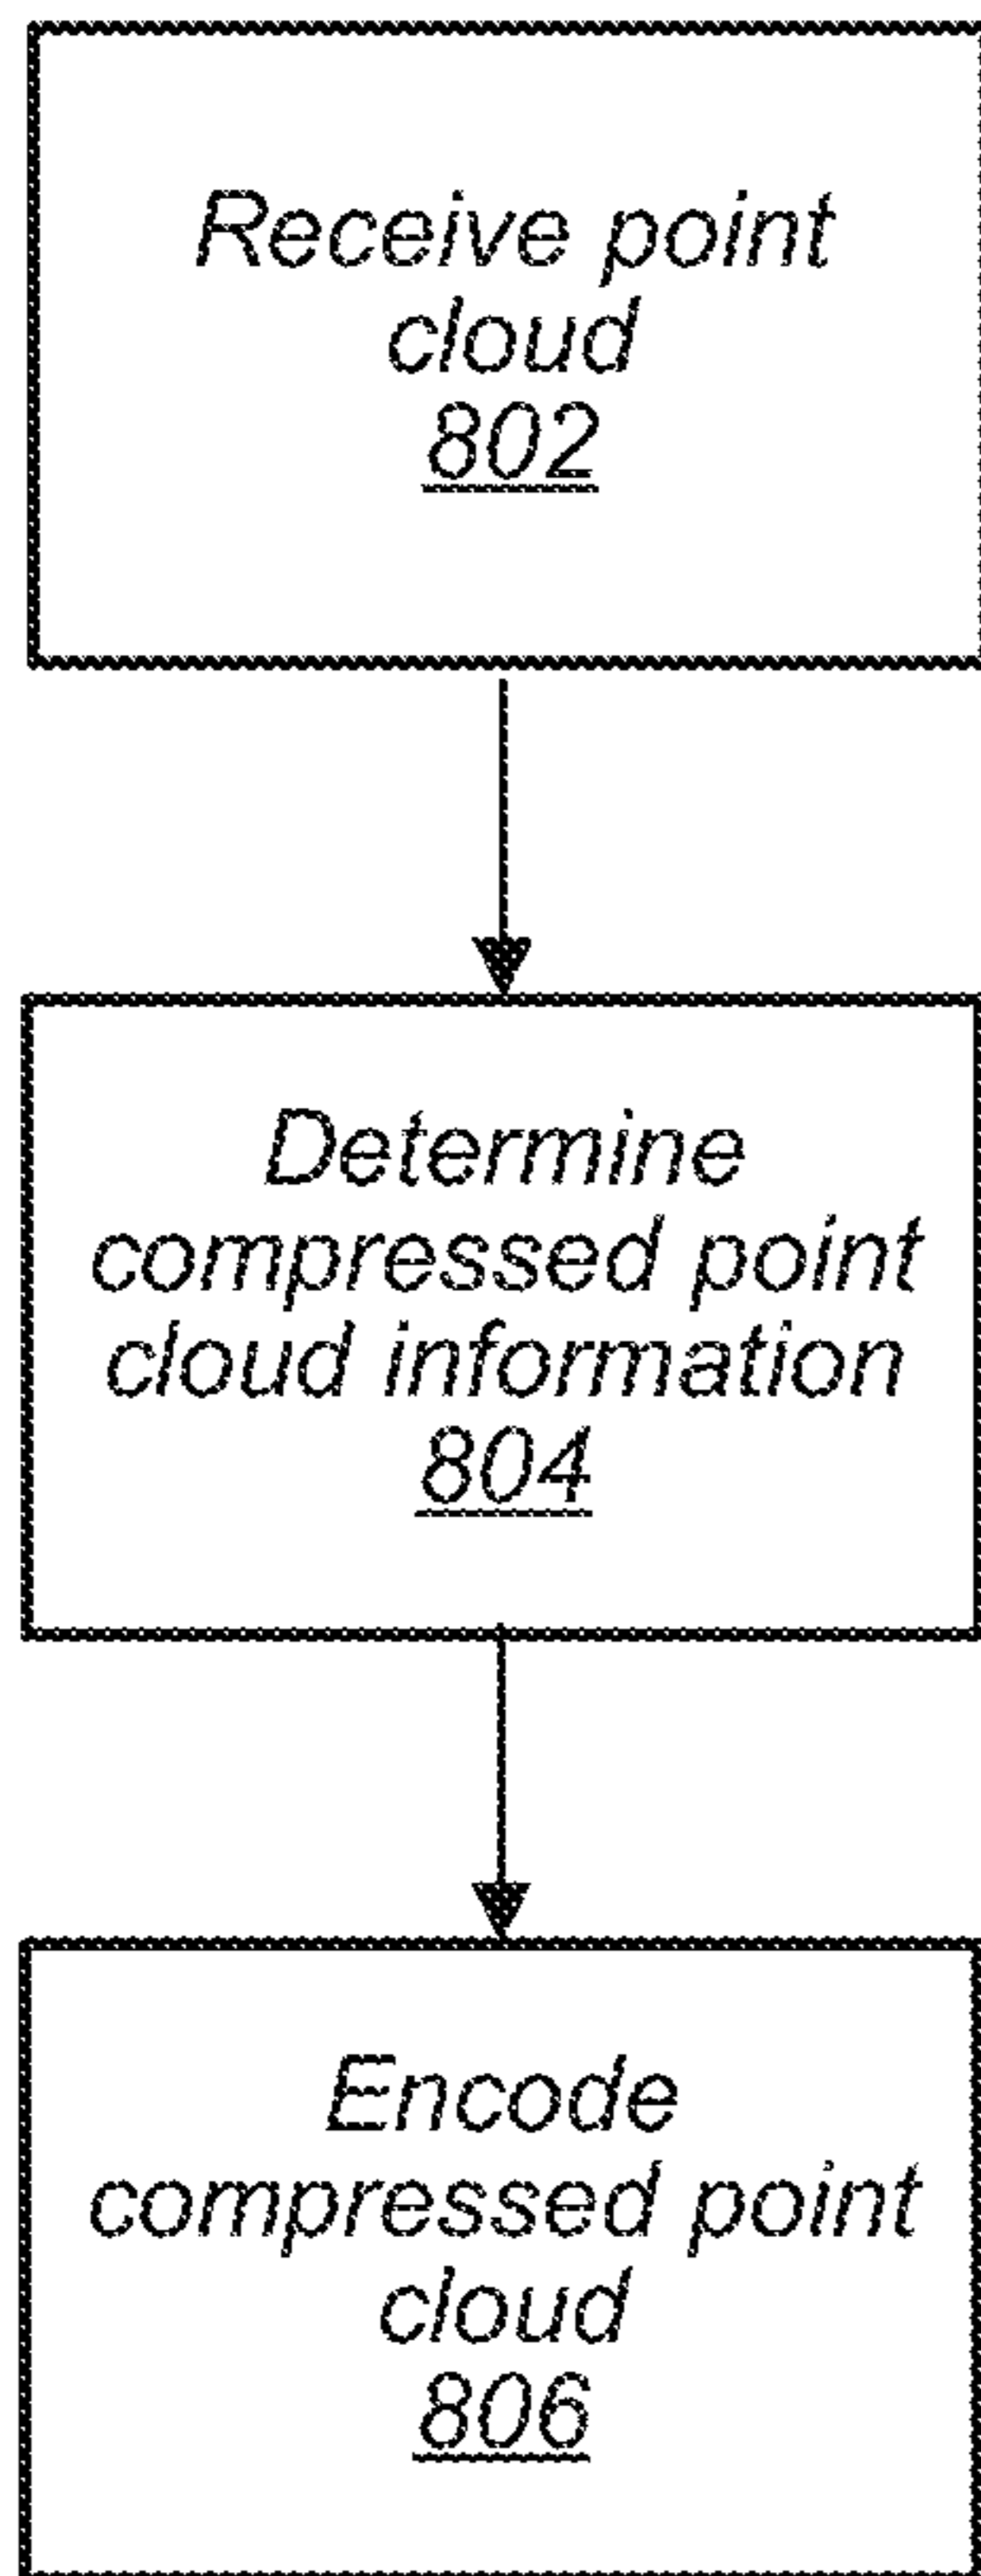 Receive point
cloud
802
Determine
compressed point
cloud information
804
Encode
compressed point
cloud
806